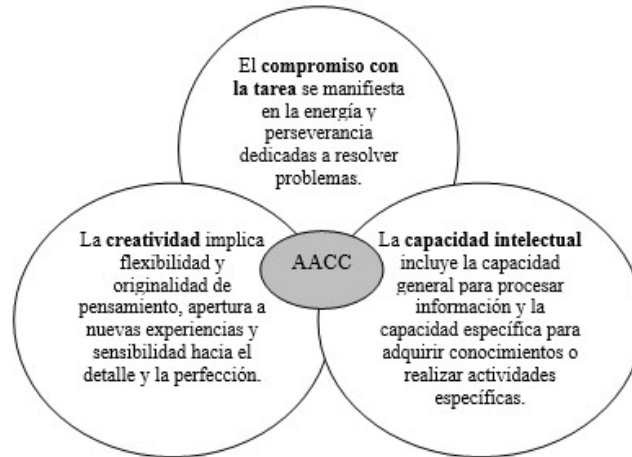 El compromiso con
la tarea se manifiesta
en la energía y
perseverancia
dedicadas a resolver
problemas.
La creatividad implica
flexibilidad y
originalidad de
pensamiento, apertura a
nuevas experiencias y
sensibilidad hacia el
detalle y la perfección.
AACC
La capacidad intelectual
incluye la capacidad
general para procesar
información y la
capacidad específica para
adquirir conocimientos o
realizar actividades
específicas.